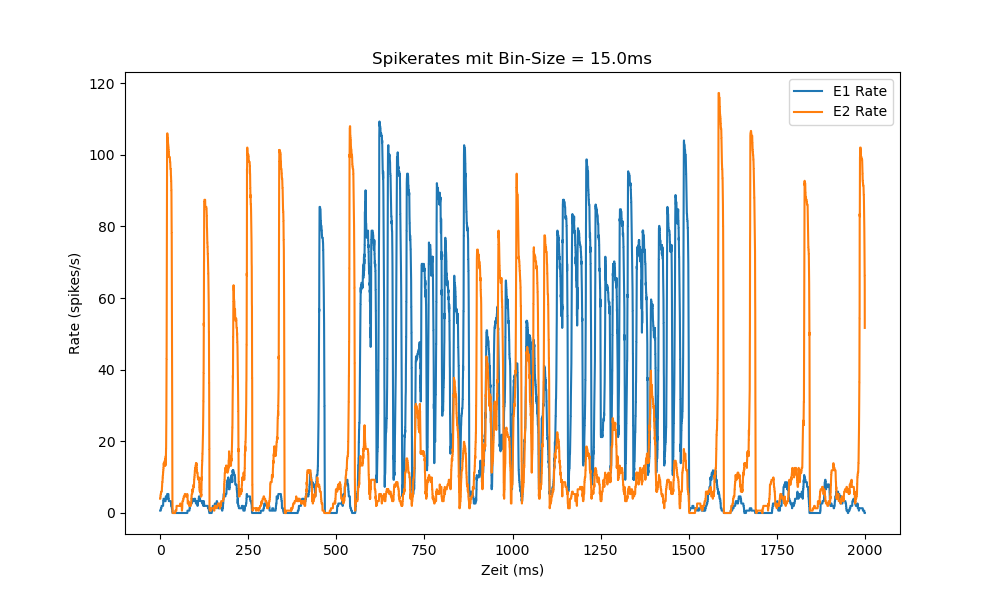 Spikerates mit Bin-Size = 15.0ms
E1 Rate
E2 Rate
Rate (spikes/s)
120
100
80
60
40
20
0
0 250 500 750 1000 1250 1500 1750 2000
Zeit (ms)